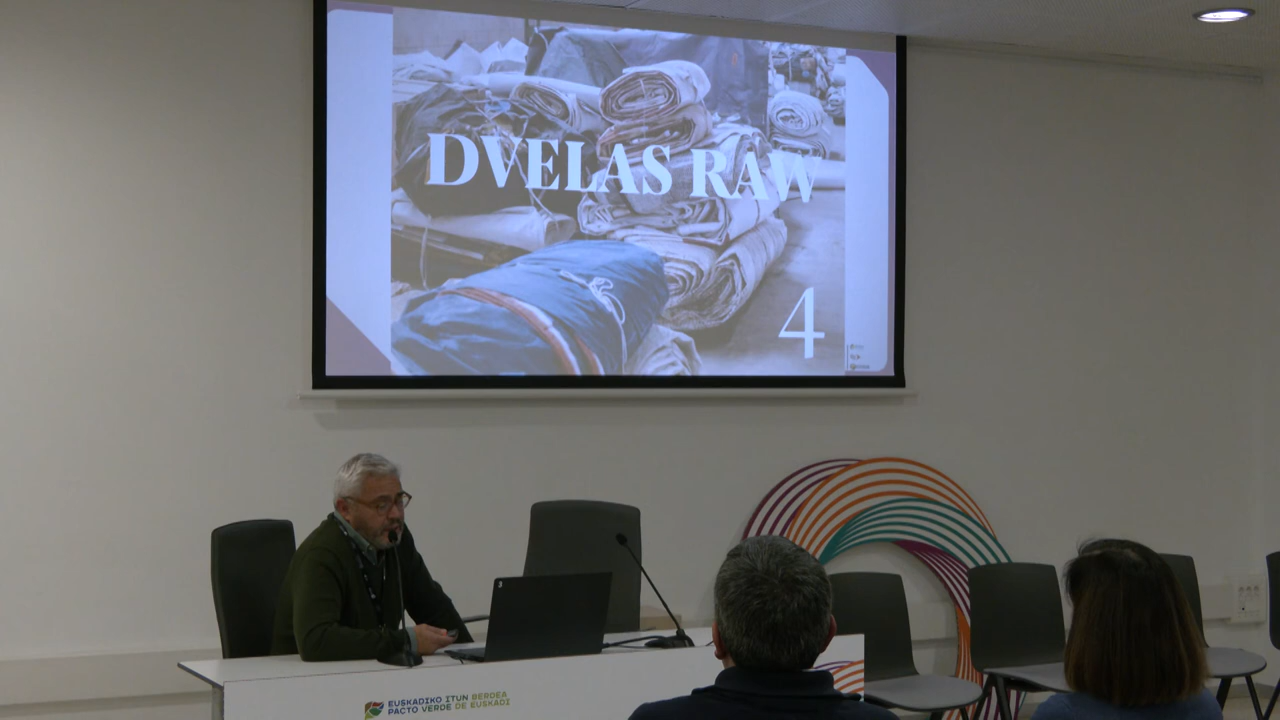 DVELAS RAW
4
EUSKADIKO ITUN BERDEA
PACTO VERDE DE EUSKADI